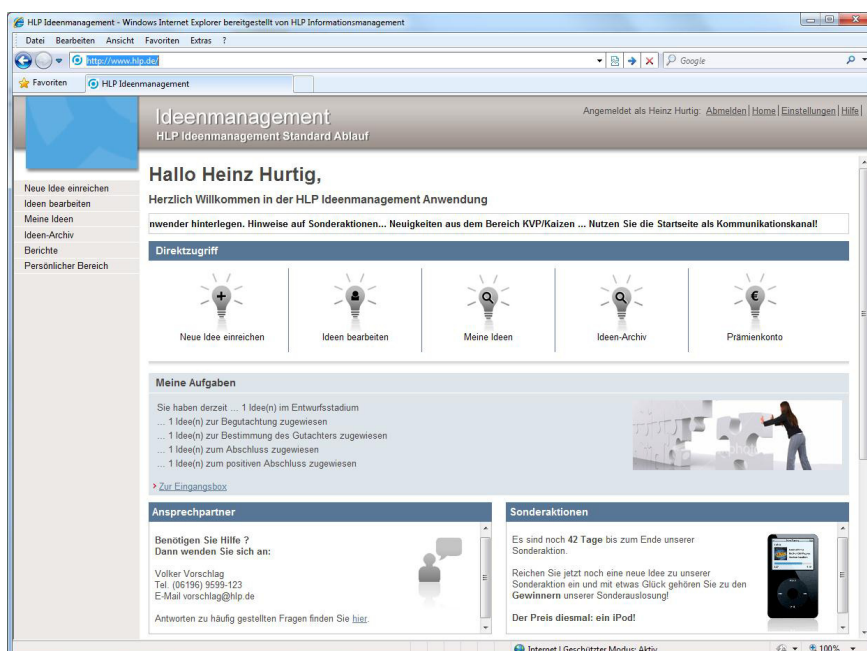 HLP Ideenmanagement - Windows Internet Explorer bereitgestellt von HLP Informationsmanagement
Datei Bearbeiten Ansicht Favoriten Extras ?
http://www.hlp.de/
Google
Favoriten HLP Ideenmanagement
Ideenmanagement
HLP Ideenmanagement Standard Ablauf
Angemeldet als Heinz Hurtig: Abmelden | Home | Einstellungen | Hilfe |
Neue Idee einreichen
Ideen bearbeiten
Meine Ideen
Ideen-Archiv
Berichte
Persönlicher Bereich
Hallo Heinz Hurtig,
Herzlich Willkommen in der HLP Ideenmanagement Anwendung
nwender hinterlegen. Hinweise auf Sonderaktionen... Neuigkeiten aus dem Bereich KVP/Kaizen ... Nutzen Sie die Startseite als Kommunikationskanal!
Direktzugriff
Neue Idee einreichen
Ideen bearbeiten
Meine Ideen
Ideen-Archiv
€
Prämienkonto
Meine Aufgaben
Sie haben derzeit ... 1 Idee(n) im Entwurfsstadium
... 1 Idee(n) zur Begutachtung zugewiesen
... 1 Idee(n) zur Bestimmung des Gutachters zugewiesen
... 1 Idee(n) zum Abschluss zugewiesen
... 1 Idee(n) zum positiven Abschluss zugewiesen
Zur Eingangsbox
Ansprechpartner
Benötigen Sie Hilfe ?
Dann wenden Sie sich an:
Volker Vorschlag
Tel. (06196) 9599-123
E-Mail vorschlag@hlp.de
Antworten zu häufig gestellten Fragen finden Sie hier.
Sonderaktionen
Es sind noch 42 Tage bis zum Ende unserer
Sonderaktion.
Reichen Sie jetzt noch eine neue Idee zu unserer
Sonderaktion ein und mit etwas Glück gehören Sie zu den
Gewinnern unserer Sonderauslosung!
Der Preis diesmal: ein iPod!
Internet | Geschützter Modus: Aktiv
100%